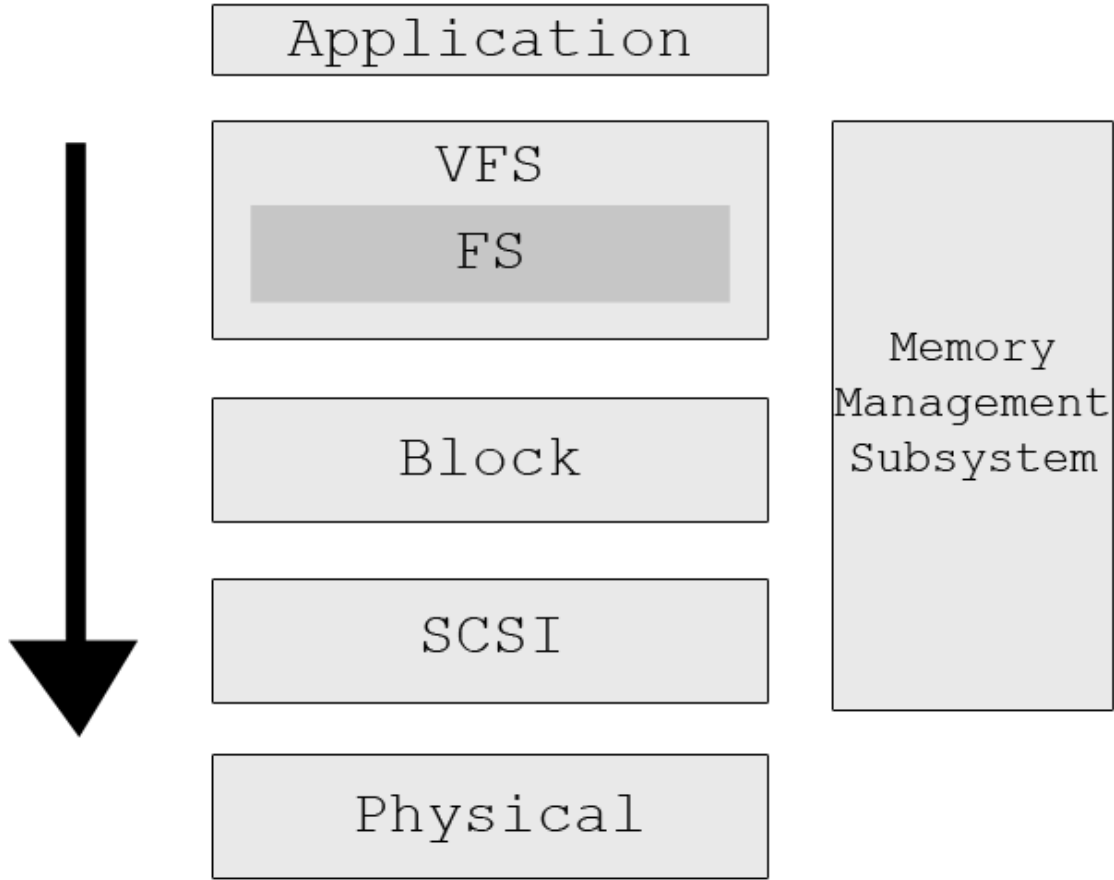 Application
VFS
FS
Block
SCSI
Physical
Memory
Management
Subsystem